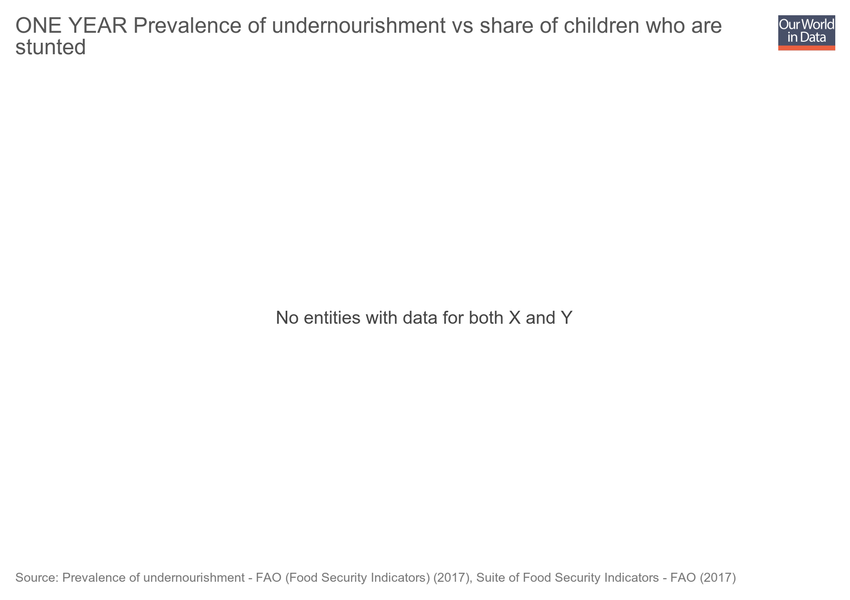 ONE YEAR Prevalence of undernourishment vs share of children who are
stunted
Our World
in Data
No entities with data for both X and Y
Source: Prevalence of undernourishment - FAO (Food Security Indicators) (2017), Suite of Food Security Indicators - FAO (2017)